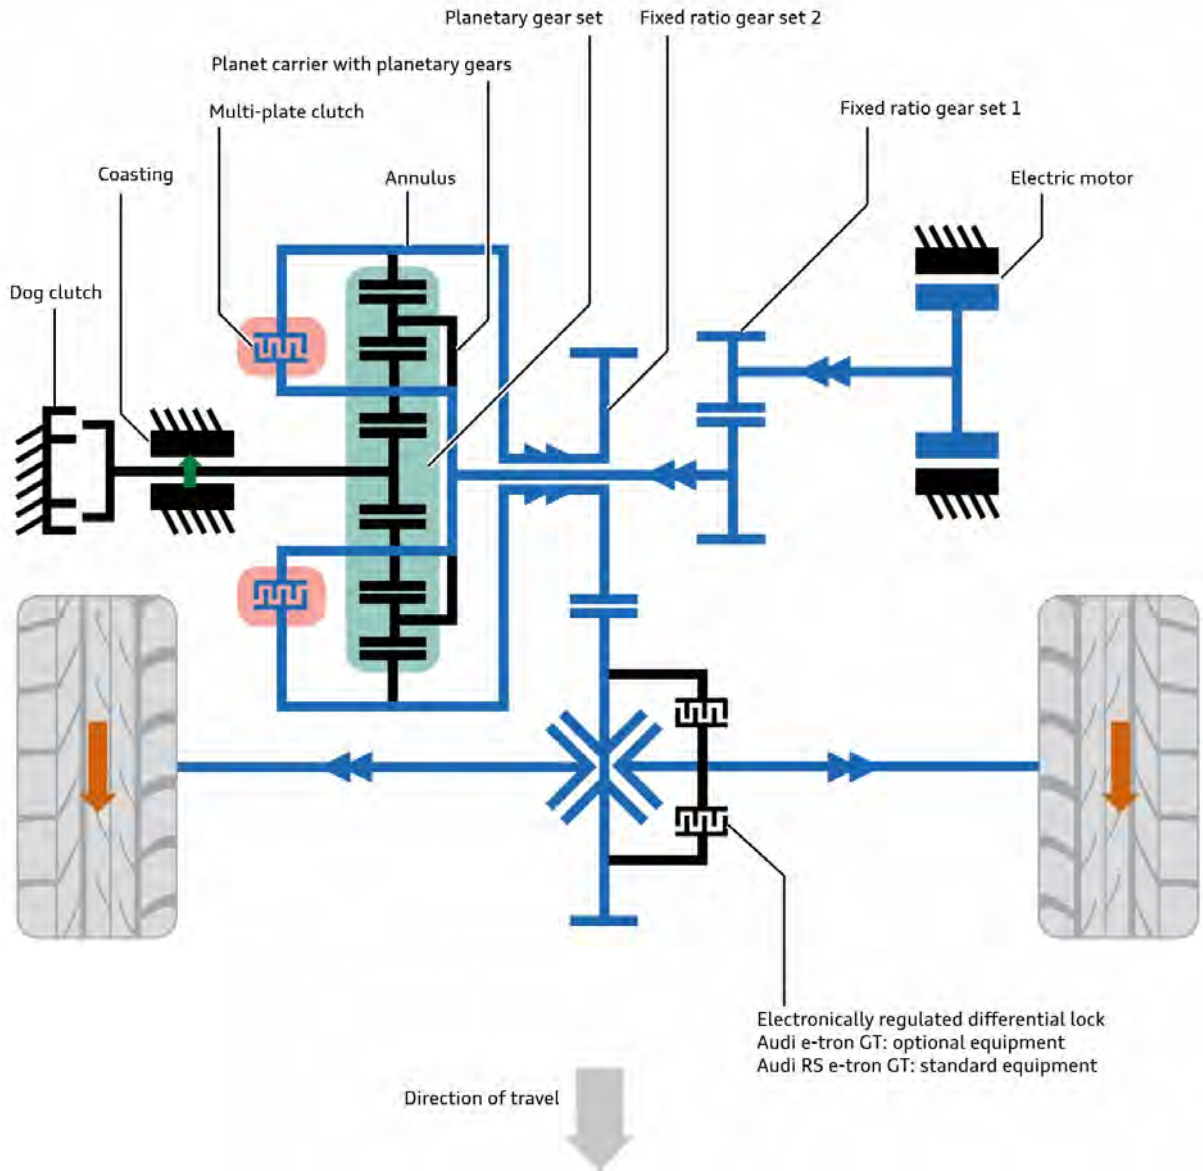 Planetary gear set
Fixed ratio gear set 2
Planet carrier with planetary gears
Multi-plate clutch
Fixed ratio gear set 1
Coasting
Annulus
Electric motor
Dog clutch
Electronically regulated differential lock
Audi e-tron GT: optional equipment
Audi RS e-tron GT: standard equipment
Direction of travel